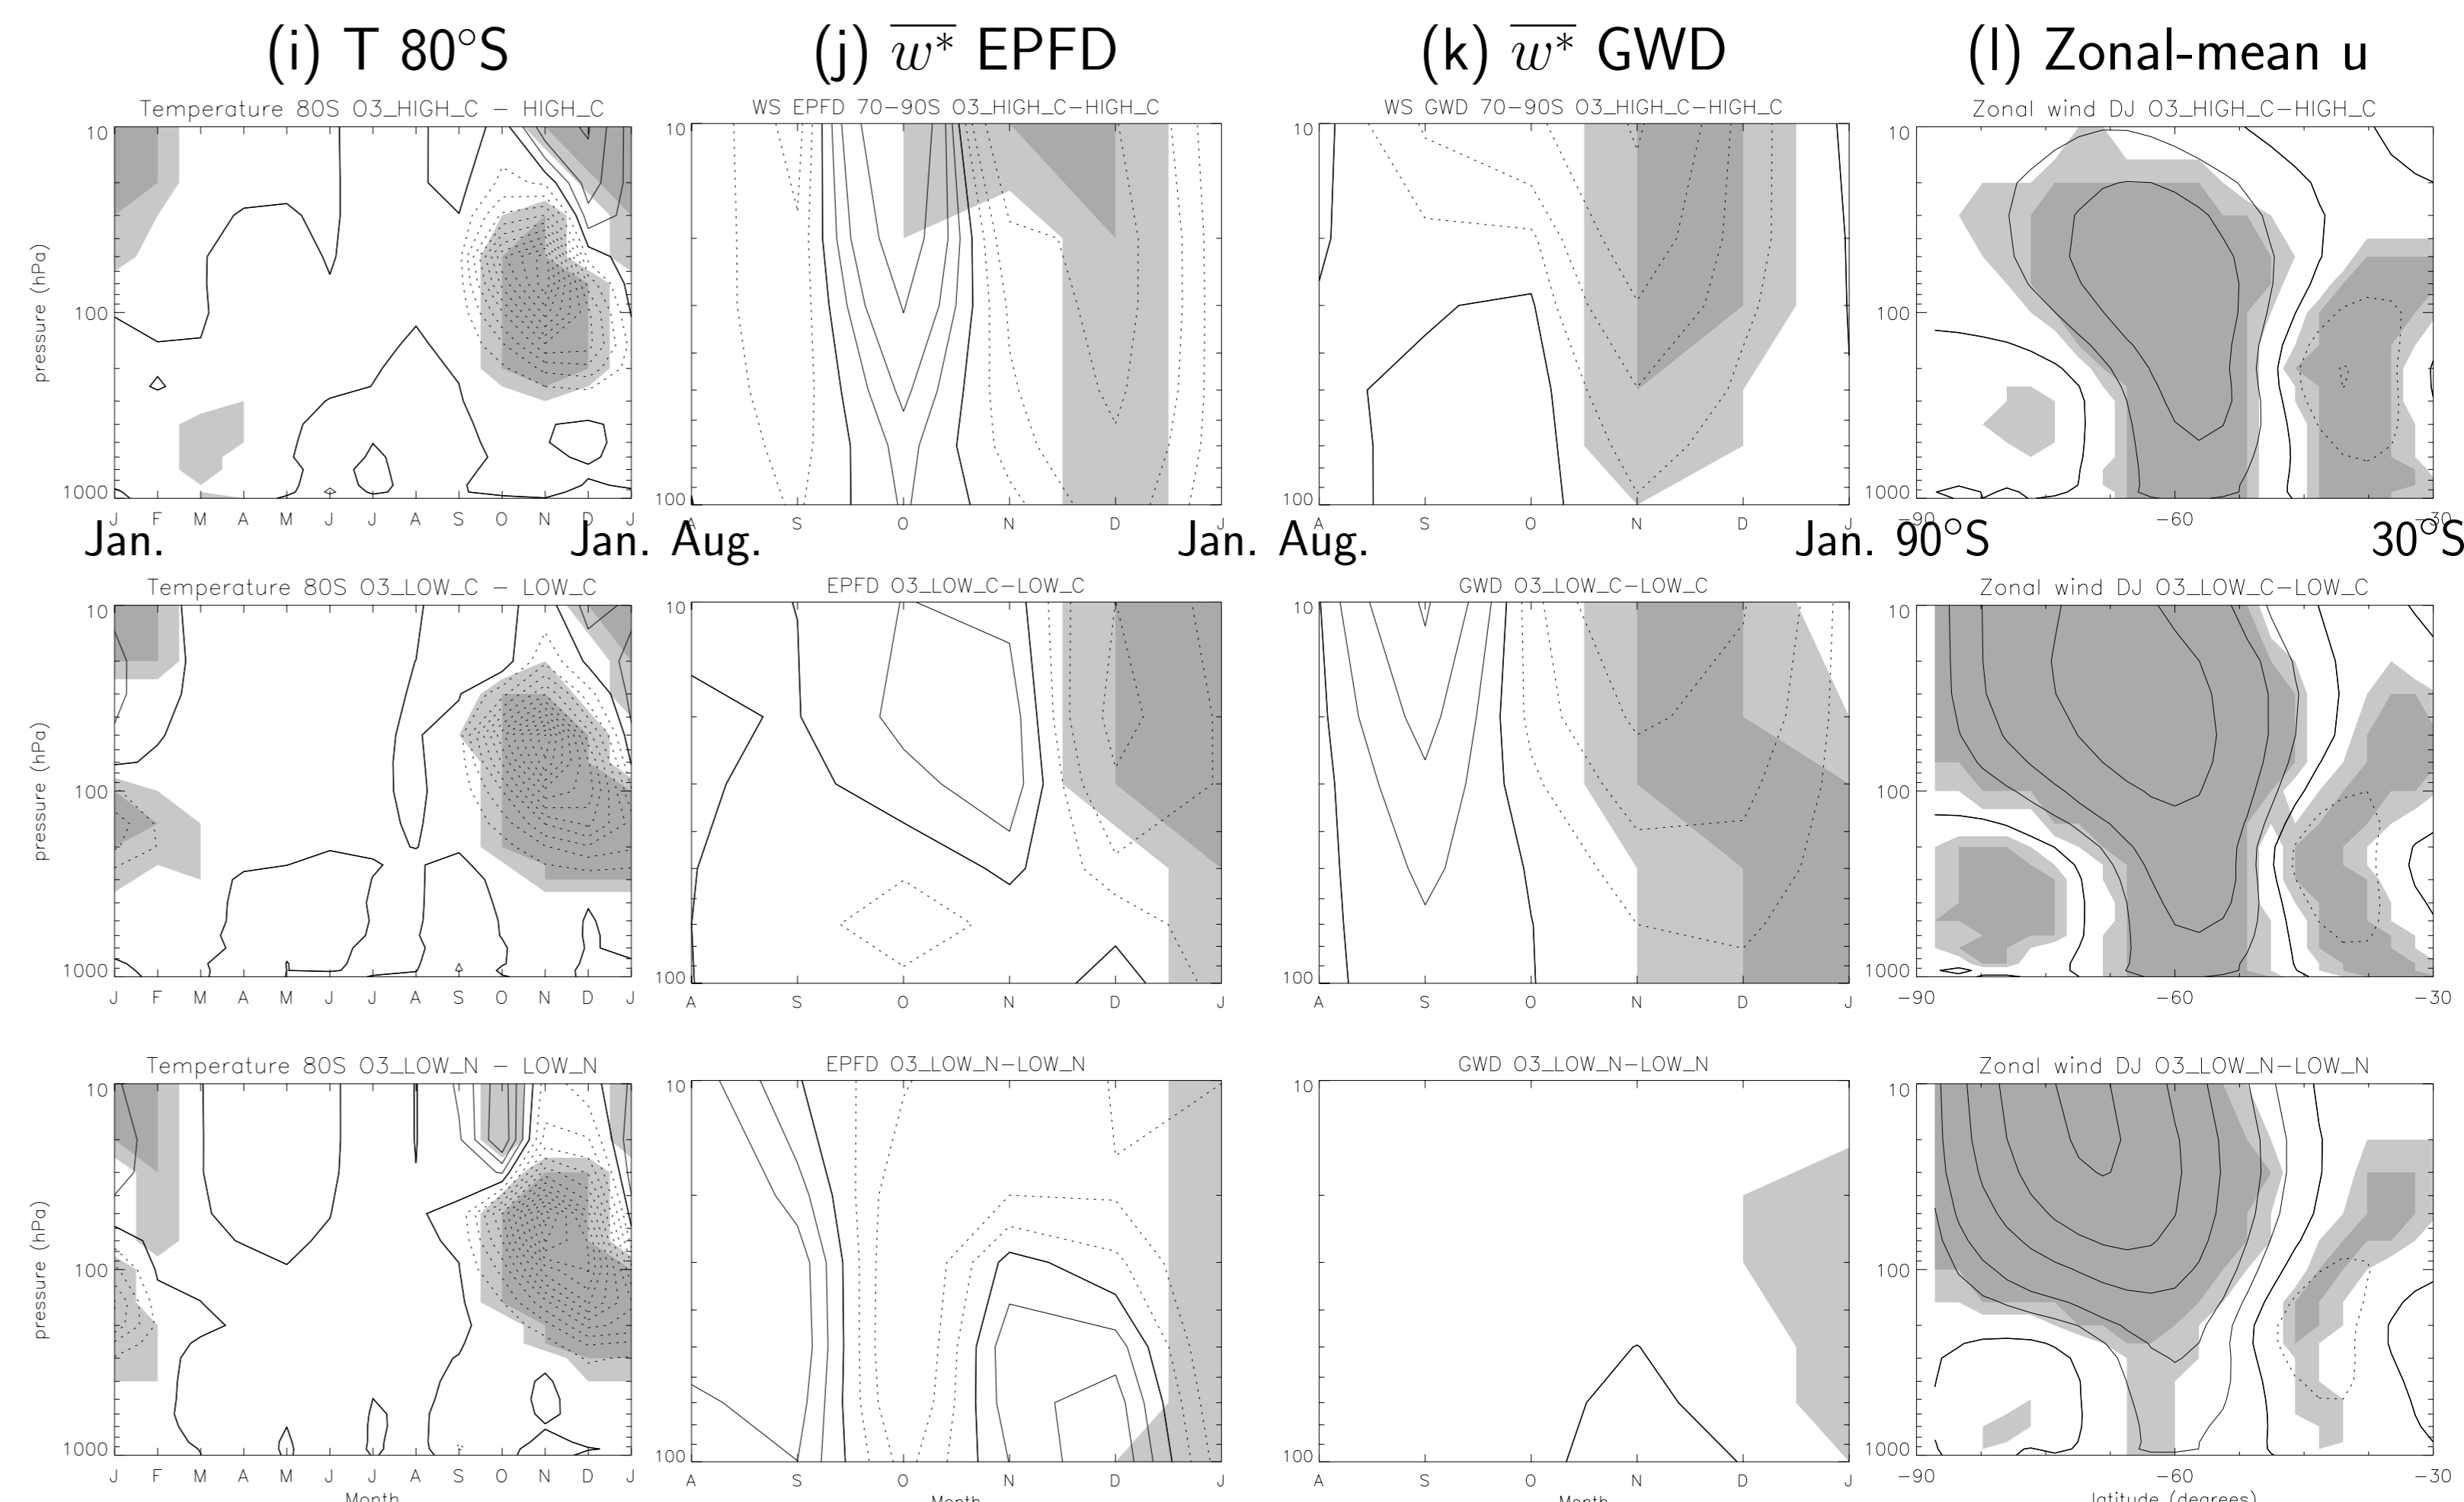 (i) T 80°S (j) w* EPFD (k) w* GWD (l) Zonal-mean u
Temperature 80S O3_HIGH_C − HIGH_C WS EPFD 70−90S O3_HIGH_C−HIGH_C WS GWD 70−90S O3_HIGH_C−HIGH_C Zonal wind DJ O3_HIGH_C−HIGH_C
10 10 10 10
pressure (hPa)
100 100
1000 100 100 1000
J F M A M J J A S O N D J A S O N D J A S O N D J −90 −60 −30
Jan. Jan. Aug. Jan. Aug. Jan. 90°S 30°S
Temperature 80S O3_LOW_C − LOW_C EPFD O3_LOW_C−LOW_C GWD O3_LOW_C−LOW_C Zonal wind DJ O3_LOW_C−LOW_C
10 10 10 10
pressure (hPa)
100 100
1000 100 100 1000
J F M A M J J A S O N D J A S O N D J A S O N D J −90 −60 −30
Temperature 80S O3_LOW_N − LOW_N EPFD O3_LOW_N−LOW_N GWD O3_LOW_N−LOW_N Zonal wind DJ O3_LOW_N−LOW_N
10 10 10 10
pressure (hPa)
100 100
1000 100 100 1000
J F M A M J J A S O N D J A S O N D J A S O N D J −90 −60 −30
Month Month Month latitude (degrees)